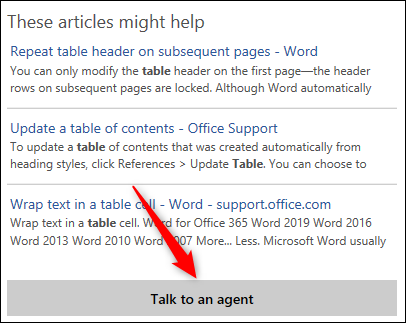 These articles might help
Repeat table header on subsequent pages - Word
You can only modify the table header on the first page—the header
rows on subsequent pages are locked. Although Word automatically
Update a table of contents - Office Support
To update a table of contents that was created automatically from
heading styles, click References > Update Table. You can choose to
Wrap text in a table cell - Word - support.office.com
Wrap text in a table cell. Word for Office 365 Word 2019 Word 2016
Word 2013 Word 2010 Word 2007 More... Less. Microsoft Word usually
Talk to an agent